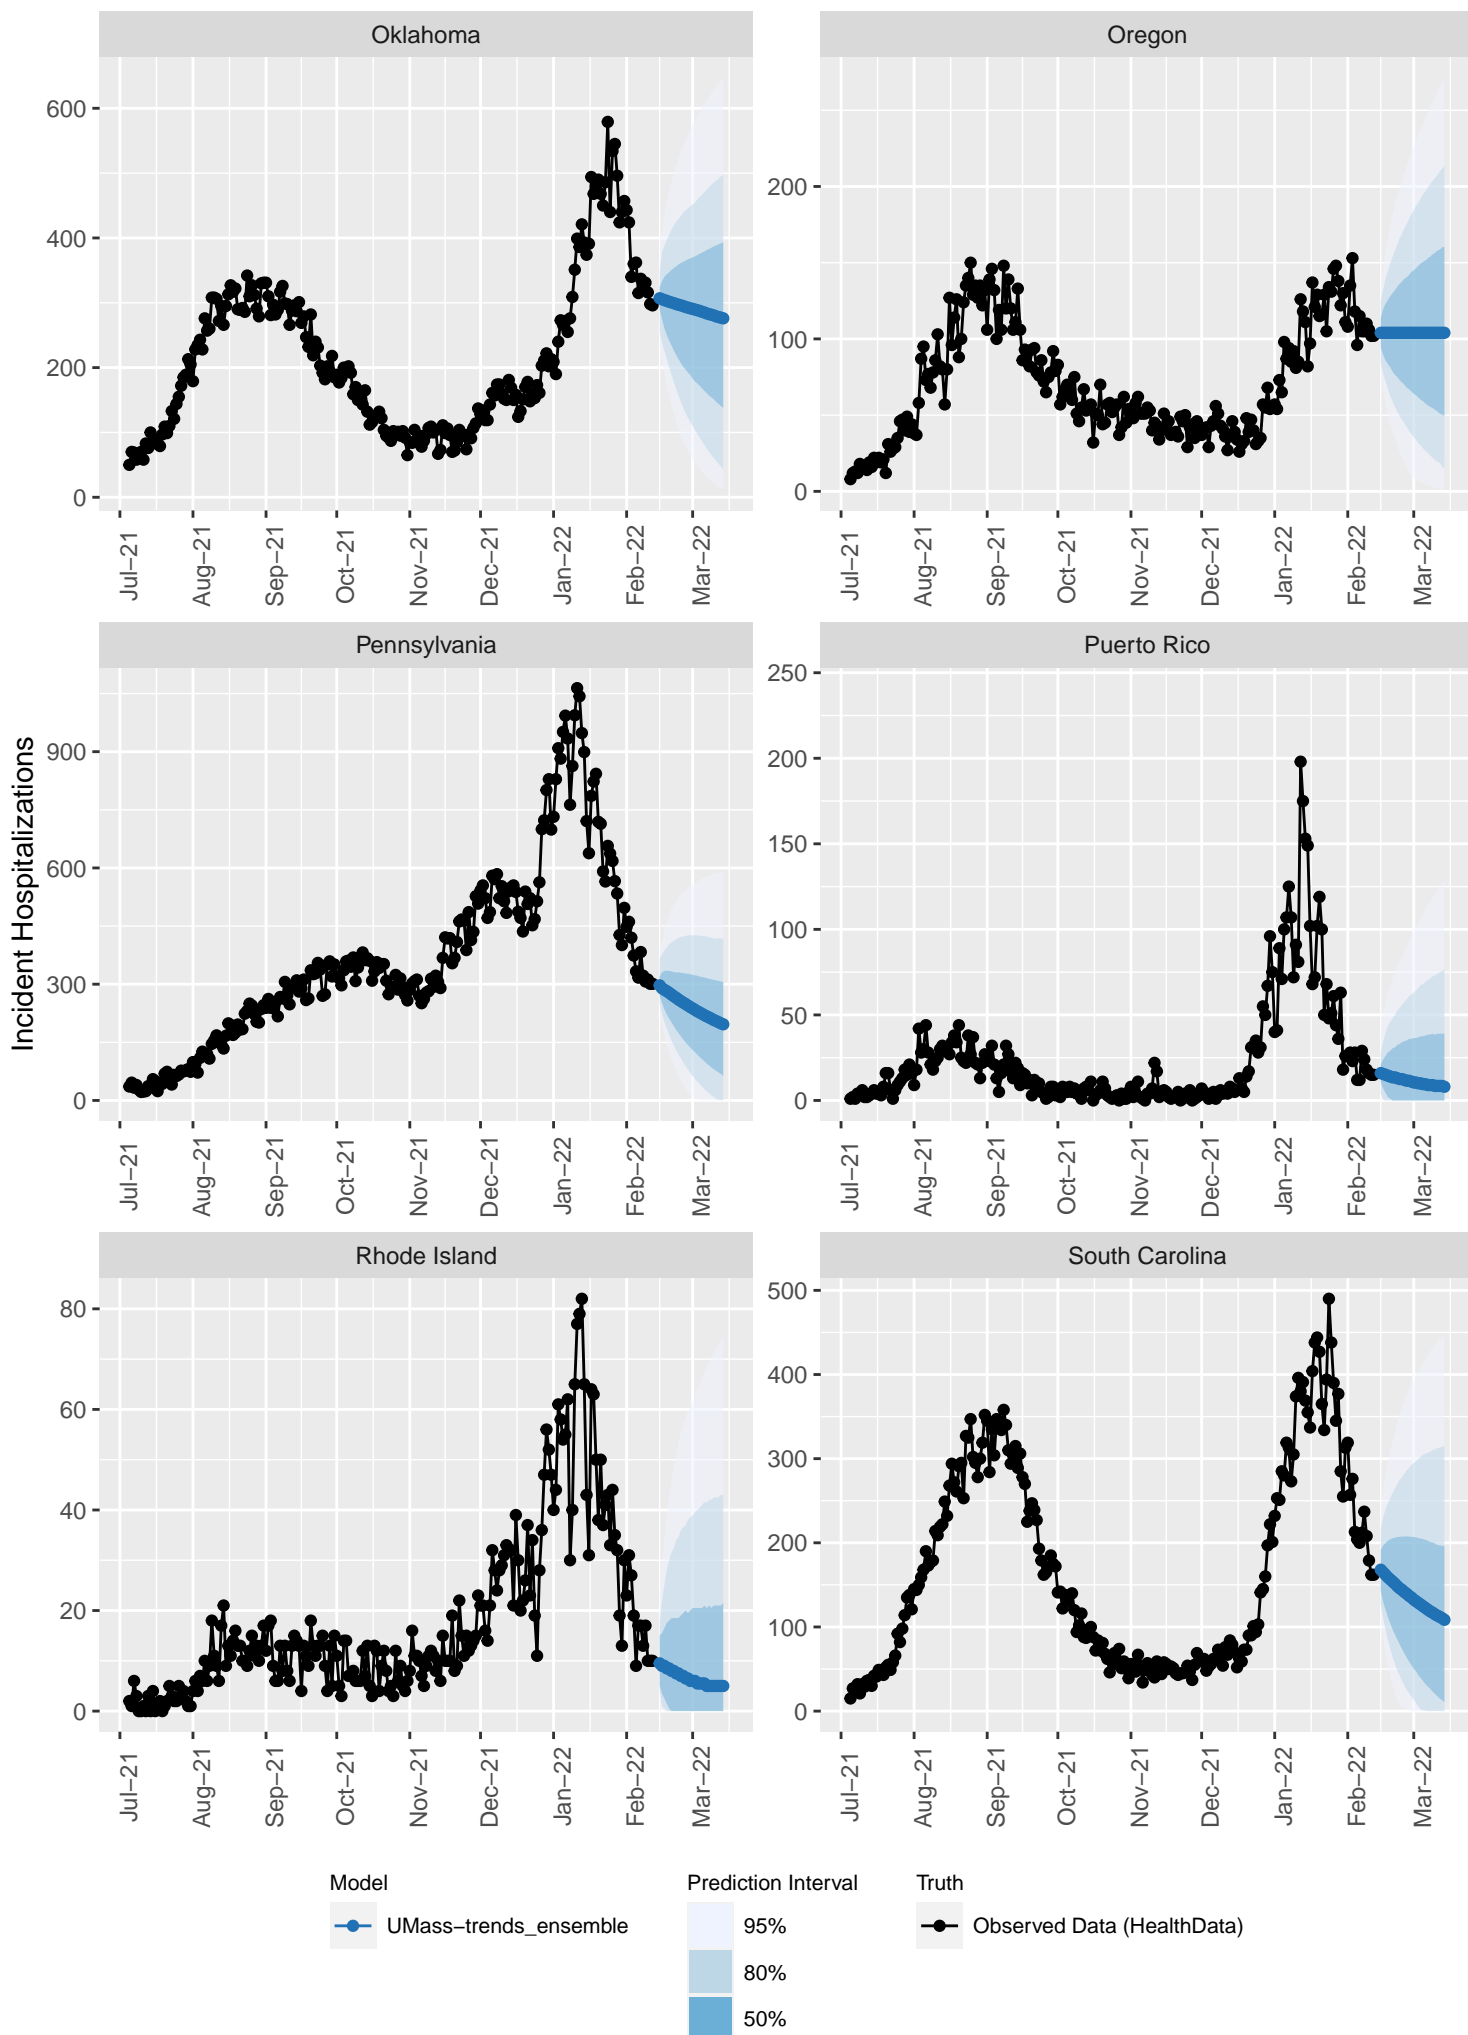 Oklahoma
Oregon
600
400
200
0
200
100
0
Jul−21
Aug−21
Sep−21
Oct−21
Nov−21
Dec−21
Jan−22
Feb−22
Mar−22
Jul−21
Aug−21
Sep−21
Oct−21
Nov−21
Dec−21
Jan−22
Feb−22
Mar−22
Pennsylvania
Puerto Rico
Incident Hospitalizations
900
600
300
0
250
200
150
100
50
0
Jul−21
Aug−21
Sep−21
Oct−21
Nov−21
Dec−21
Jan−22
Feb−22
Mar−22
Jul−21
Aug−21
Sep−21
Oct−21
Nov−21
Dec−21
Jan−22
Feb−22
Mar−22
Rhode Island
South Carolina
80
60
40
20
0
500
400
300
200
100
0
Jul−21
Aug−21
Sep−21
Oct−21
Nov−21
Dec−21
Jan−22
Feb−22
Mar−22
Jul−21
Aug−21
Sep−21
Oct−21
Nov−21
Dec−21
Jan−22
Feb−22
Mar−22
Model
UMass−trends_ensemble
Prediction Interval
95%
80%
50%
Truth
Observed Data (HealthData)